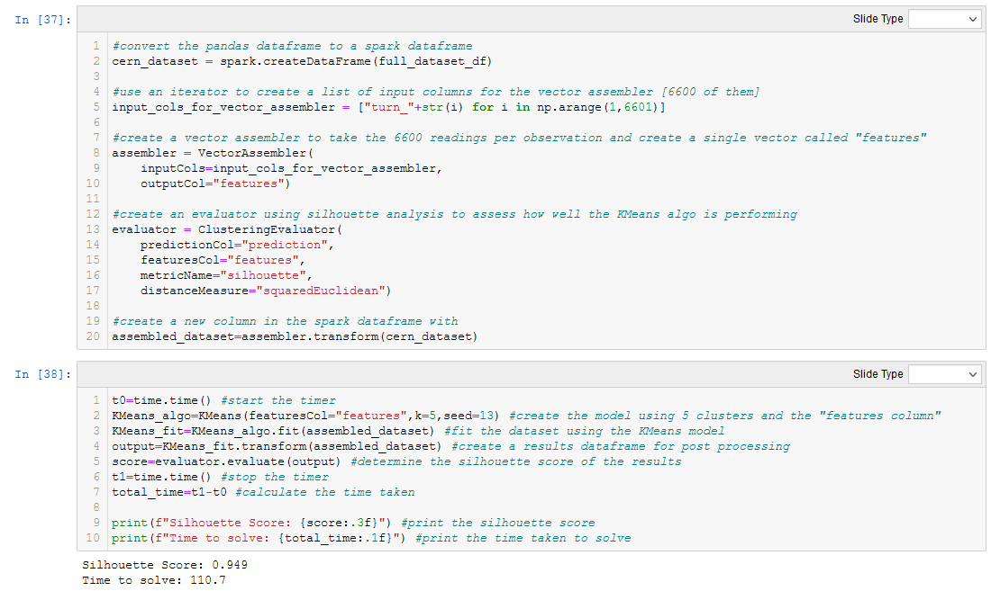 In [37]:
Slide Type
1 #convert the pandas dataframe to a spark dataframe
2 cern_dataset = spark.createDataFrame(full_dataset_df)
3
4 #use an iterator to create a list of input columns for the vector assembler [6600 of them]
5 input_cols_for_vector_assembler = ["turn_"+str(i) for i in np.arange(1,6601)]
6
7 #create a vector assembler to take the 6600 readings per observation and create a single vector called "features"
8 assembler = VectorAssembler(
9     inputCols=input_cols_for_vector_assembler,
10     outputCol="features")
11
12 #create an evaluator using silhouette analysis to assess how well the KMeans algo is performing
13 evaluator = ClusteringEvaluator(
14     predictionCol="prediction",
15     featuresCol="features",
16     metricName="silhouette",
17     distanceMeasure="squaredEuclidean")
18
19 #create a new column in the spark dataframe with
20 assembled_dataset=assembler.transform(cern_dataset)
In [38]:
Slide Type
1 t0=time.time() #start the timer
2 KMeans_algo=KMeans(featuresCol="features",k=5,seed=13) #create the model using 5 clusters and the "features column"
3 KMeans_fit=KMeans_algo.fit(assembled_dataset) #fit the dataset using the KMeans model
4 output=KMeans_fit.transform(assembled_dataset) #create a results dataframe for post processing
5 score=evaluator.evaluate(output) #determine the silhouette score of the results
6 t1=time.time() #stop the timer
7 total_time=t1-t0 #calculate the time taken
8
9 print(f"Silhouette Score: {score:.3f}") #print the silhouette score
10 print(f"Time to solve: {total_time:.1f}") #print the time taken to solve
Silhouette Score: 0.949
Time to solve: 110.7